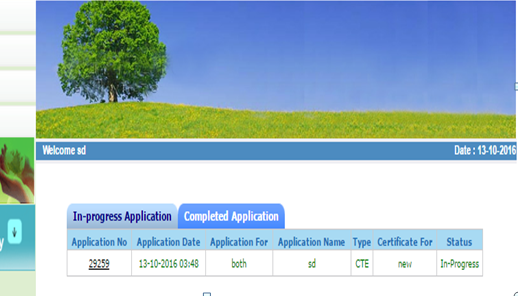 Welcome sd Date : 13-10-2016
In-progress Application Completed Application
Application No Application Date Application For Application Name Type Certificate For Status
29259 13-10-2016 03:48 both sd CTE new In-Progress